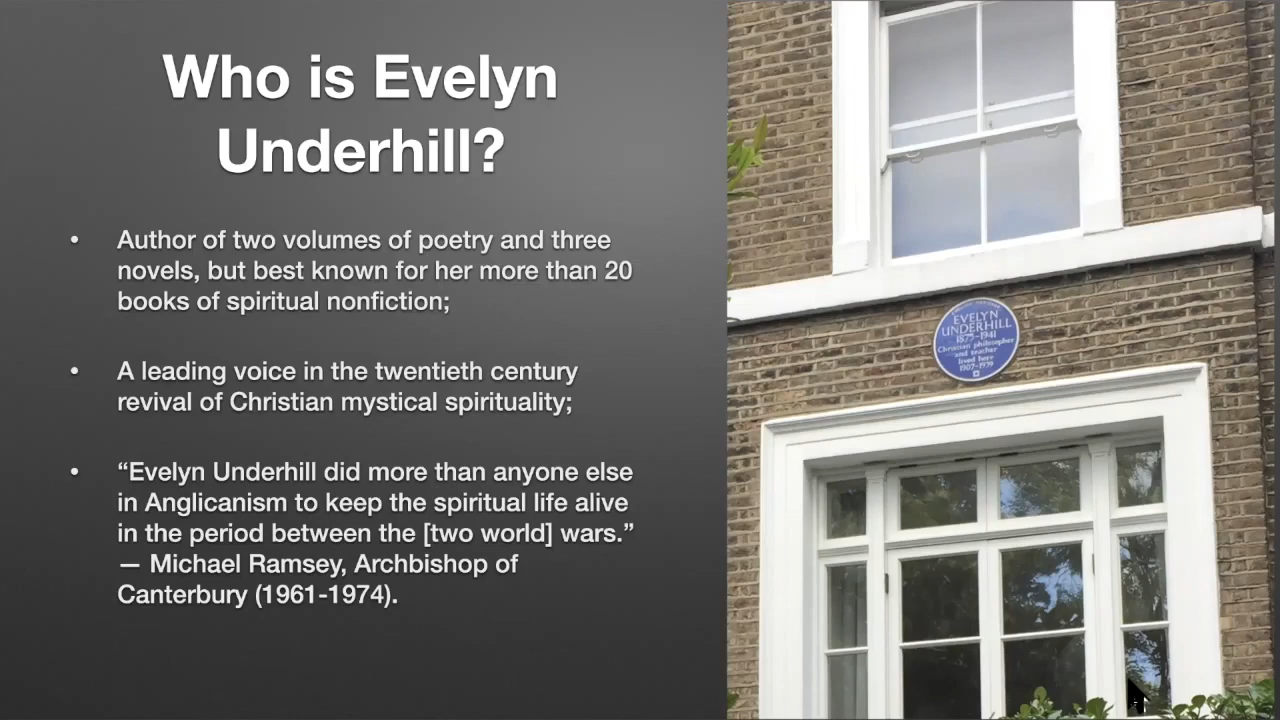 Who is Evelyn
Underhill?
• Author of two volumes of poetry and three
novels, but best known for her more than 20
books of spiritual nonfiction;
• A leading voice in the twentieth century
revival of Christian mystical spirituality;
• “Evelyn Underhill did more than anyone else
in Anglicanism to keep the spiritual life alive
in the period between the [two world] wars.”
— Michael Ramsey, Archbishop of
Canterbury (1961-1974).
EVELYN
UNDERHILL
1875–1941
Christian philosopher
and teacher
lived here
1907–1939